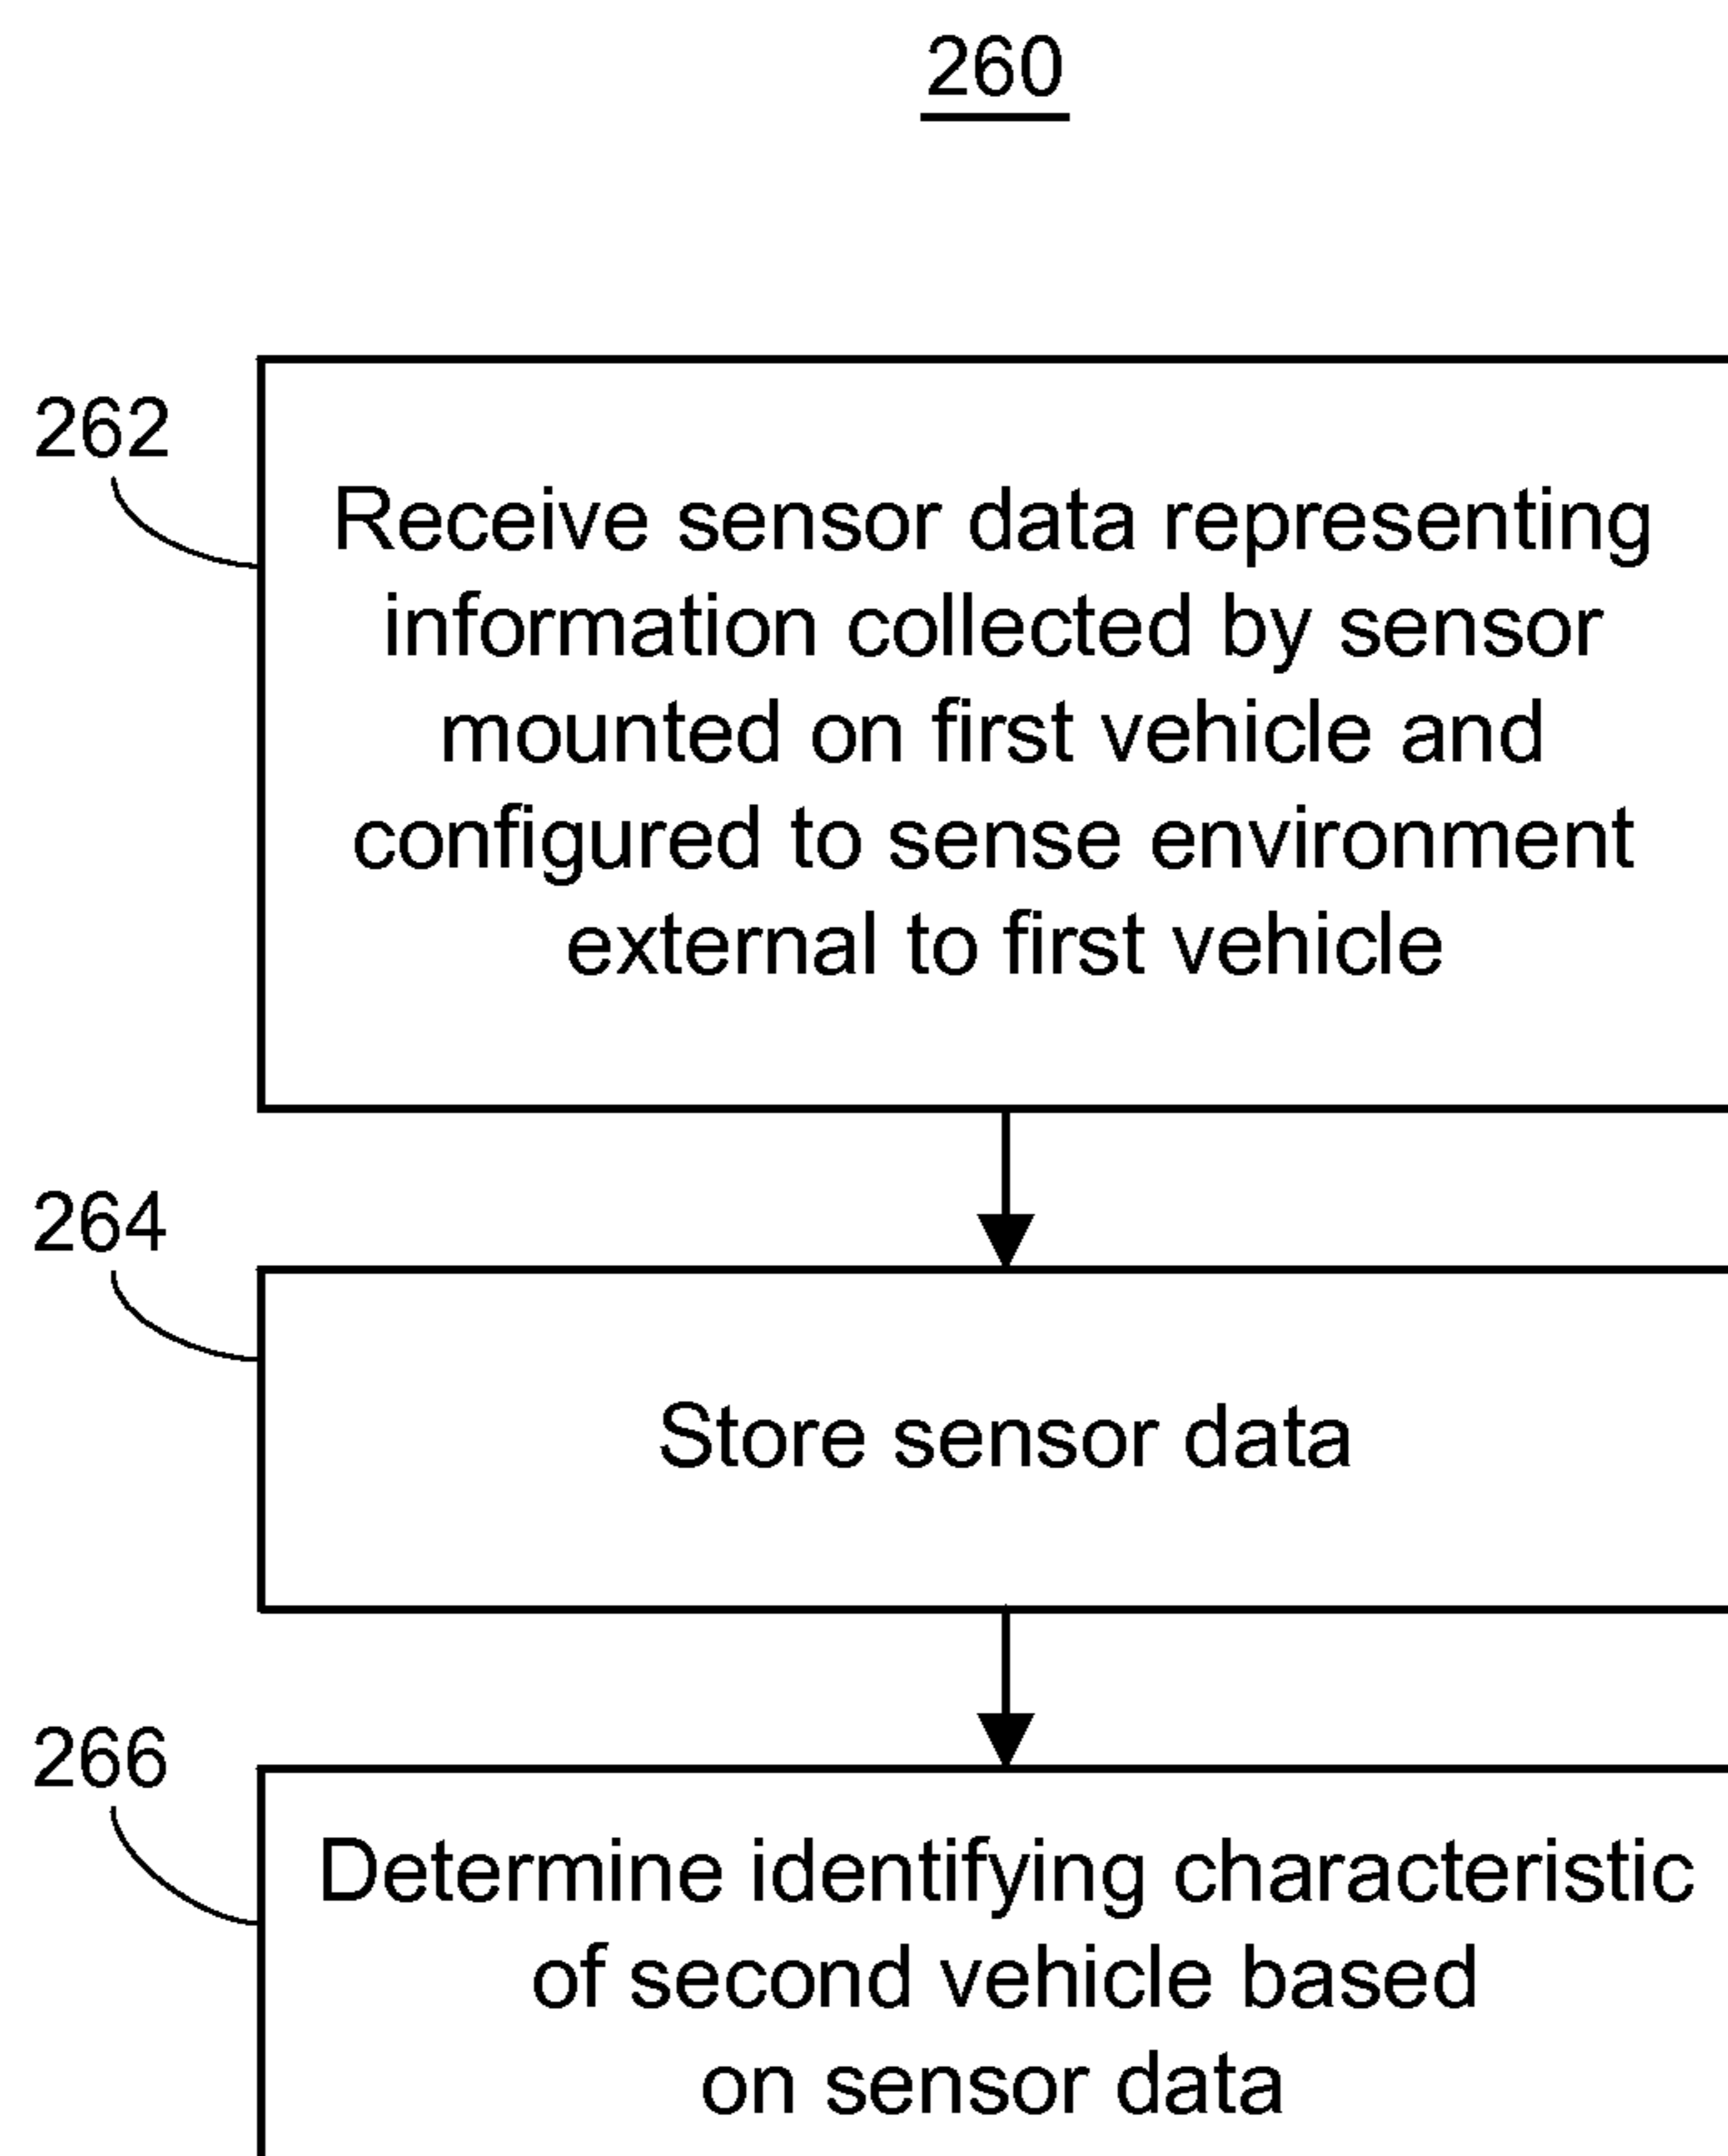 260
262
Receive sensor data representing
information collected by sensor
mounted on first vehicle and
configured to sense environment
external to first vehicle
264
Store sensor data
266
Determine identifying characteristic
of second vehicle based
on sensor data